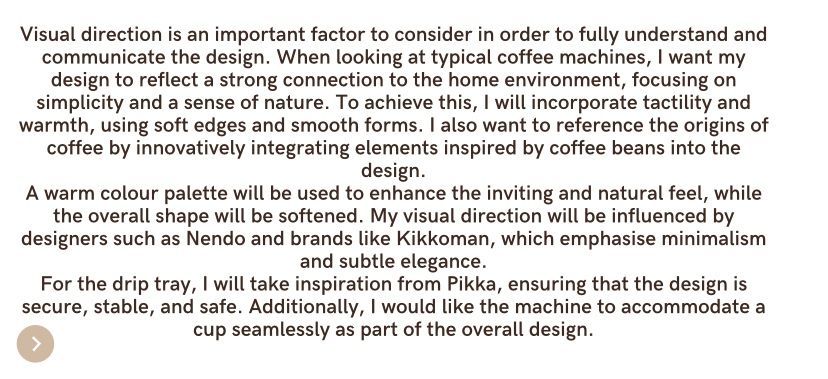 Visual direction is an important factor to consider in order to fully understand and
communicate the design. When looking at typical coffee machines, I want my
design to reflect a strong connection to the home environment, focusing on
simplicity and a sense of nature. To achieve this, I will incorporate tactility and
warmth, using soft edges and smooth forms. I also want to reference the origins of
coffee by innovatively integrating elements inspired by coffee beans into the
design.
A warm colour palette will be used to enhance the inviting and natural feel, while
the overall shape will be softened. My visual direction will be influenced by
designers such as Nendo and brands like Kikkoman, which emphasise minimalism
and subtle elegance.
For the drip tray, I will take inspiration from Pikka, ensuring that the design is
secure, stable, and safe. Additionally, I would like the machine to accommodate a
cup seamlessly as part of the overall design.